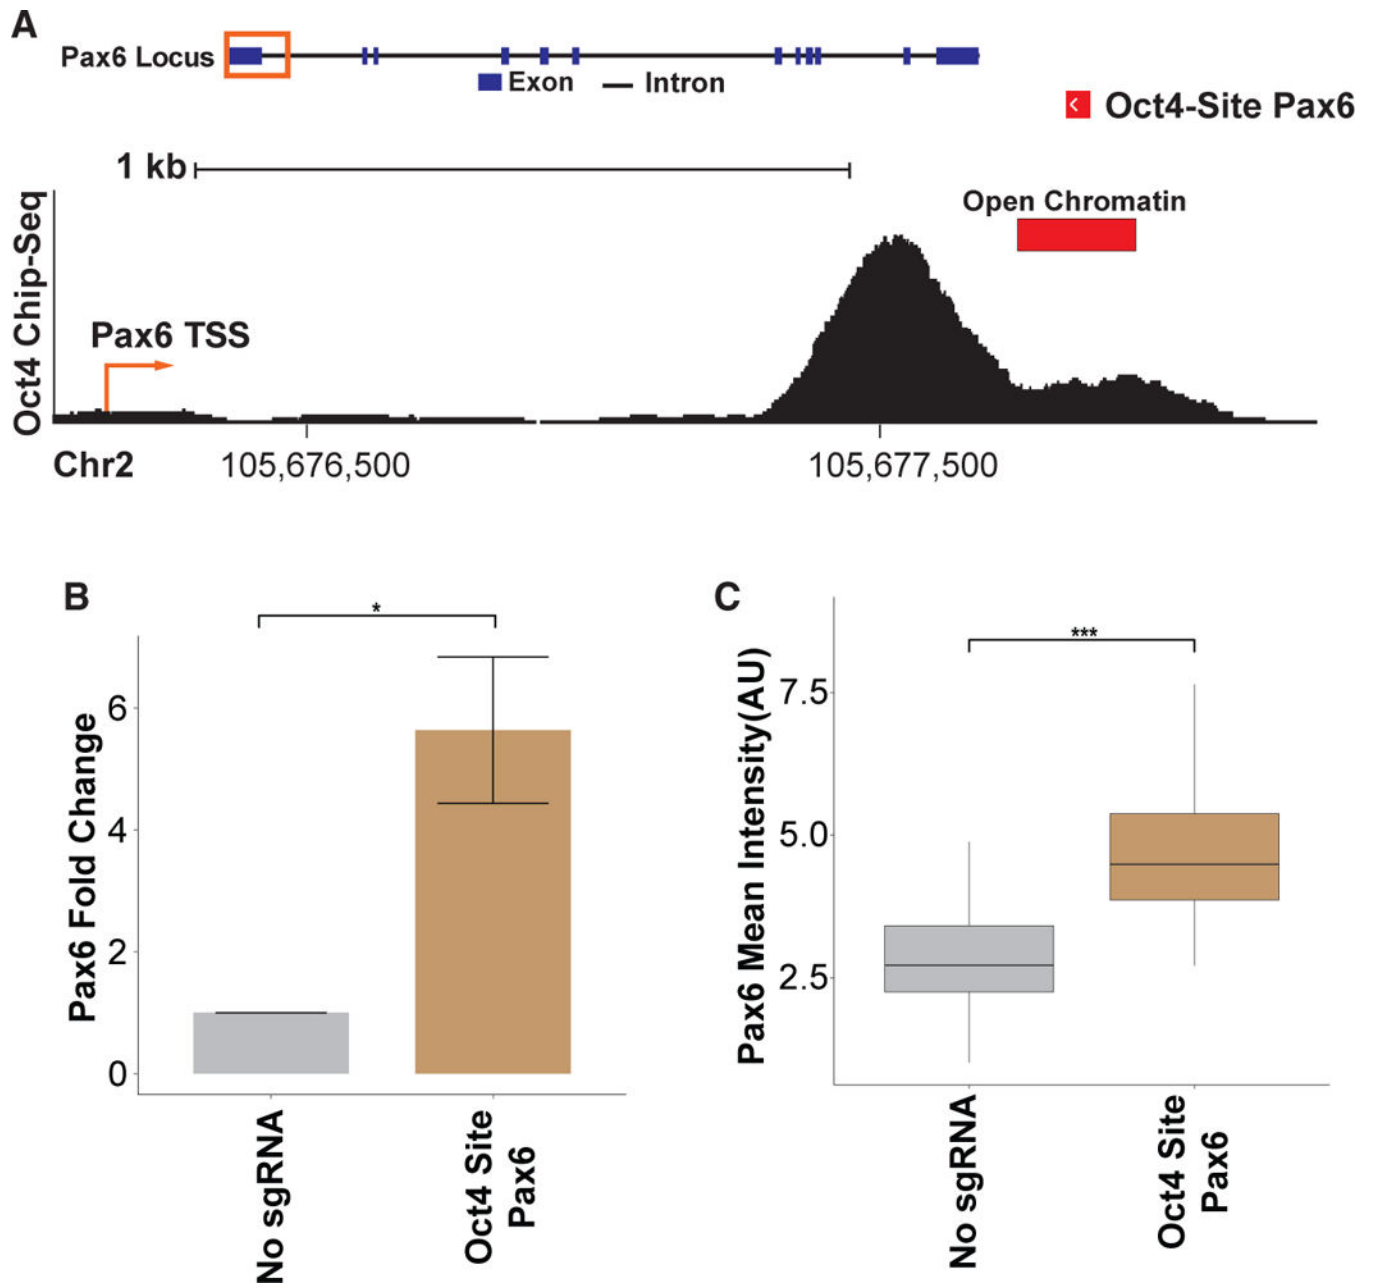 A
Pax6 Locus
Exon
Intron
Oct4-Site Pax6
1 kb
Open Chromatin
Oct4 Chip-Seq
Pax6 TSS
Chr2
105,676,500
105,677,500
B
*
Pax6 Fold Change
6
4
2
0
No sgRNA
Oct4 Site
Pax6
C
***
Pax6 Mean Intensity(AU)
7.5
5.0
2.5
No sgRNA
Oct4 Site
Pax6